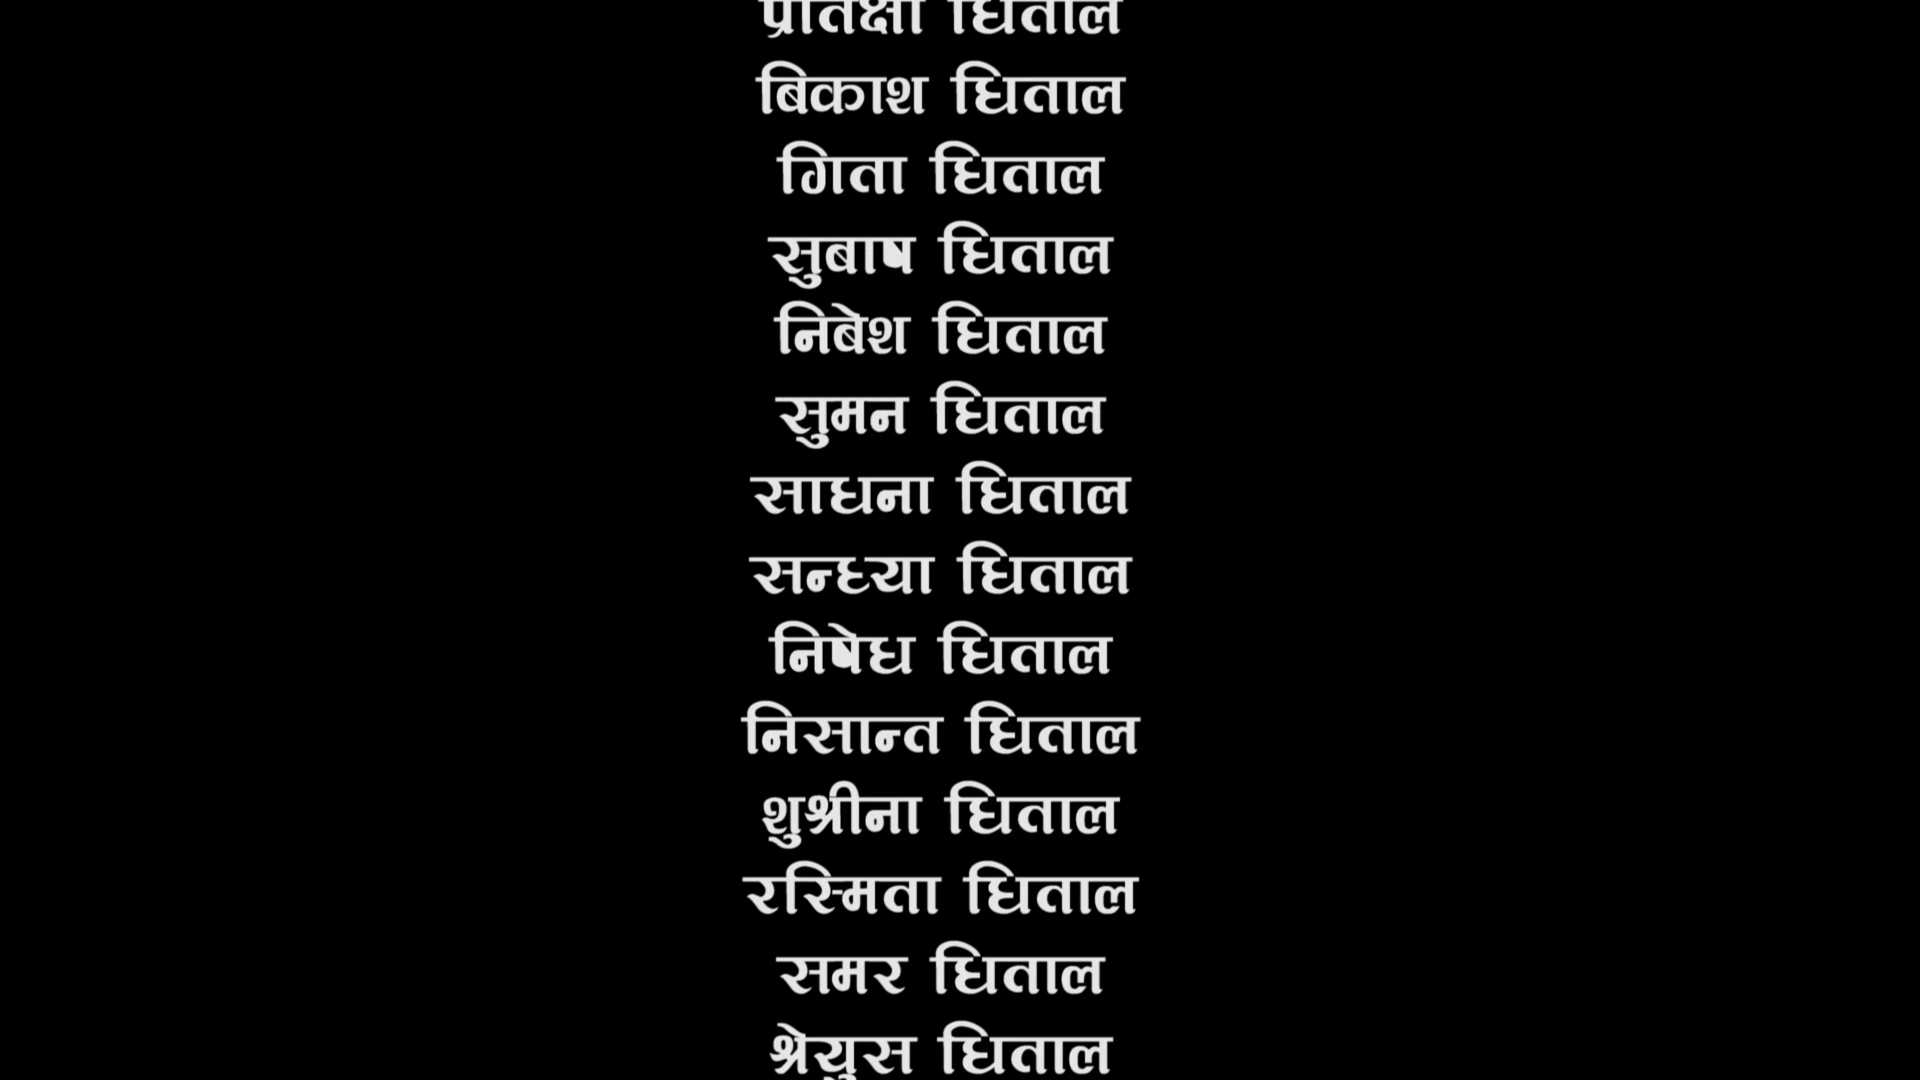 प्रतिक्षा धिताल
बिकाश धिताल
गिता धिताल
सुबाष धिताल
निबेश धिताल
सुमन धिताल
साधना धिताल
सन्ध्या धिताल
निषेध धिताल
निसान्त धिताल
शुश्रीना धिताल
रस्मिता धिताल
समर धिताल
श्रेयुस धिताल